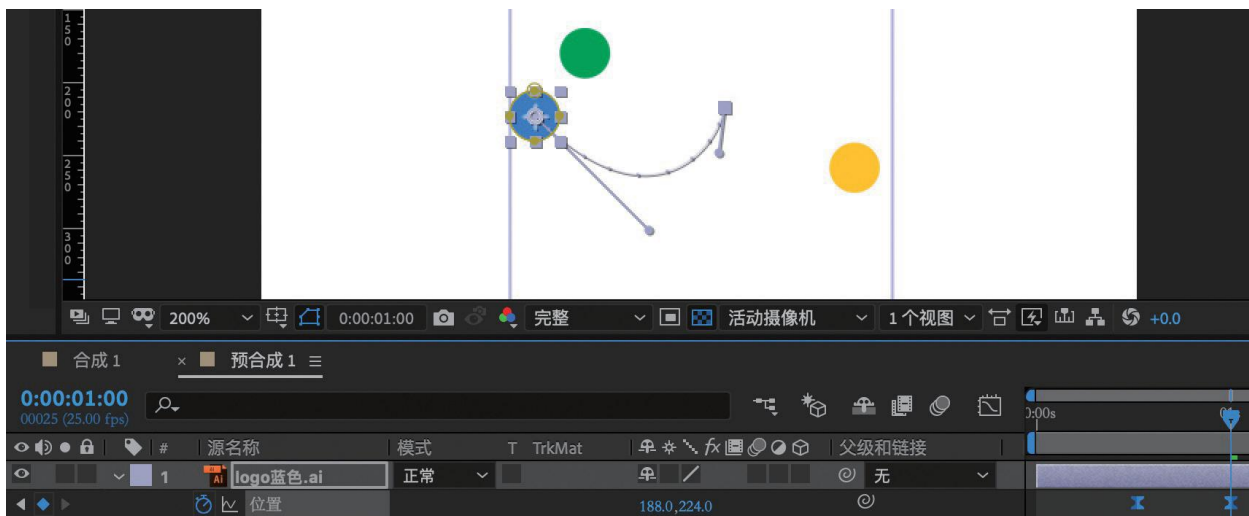 150
200
250
300
200%
0:00:01:00
完整
活动摄像机
1个视图
+0.0
合成 1
× 预合成 1
0:00:01:00
00025 (25.00 fps)
):00s
# 源名称 模式 T TrkMat fx 父级和链接
1 Ai logo蓝色.ai 正常 无
位置 188.0,224.0